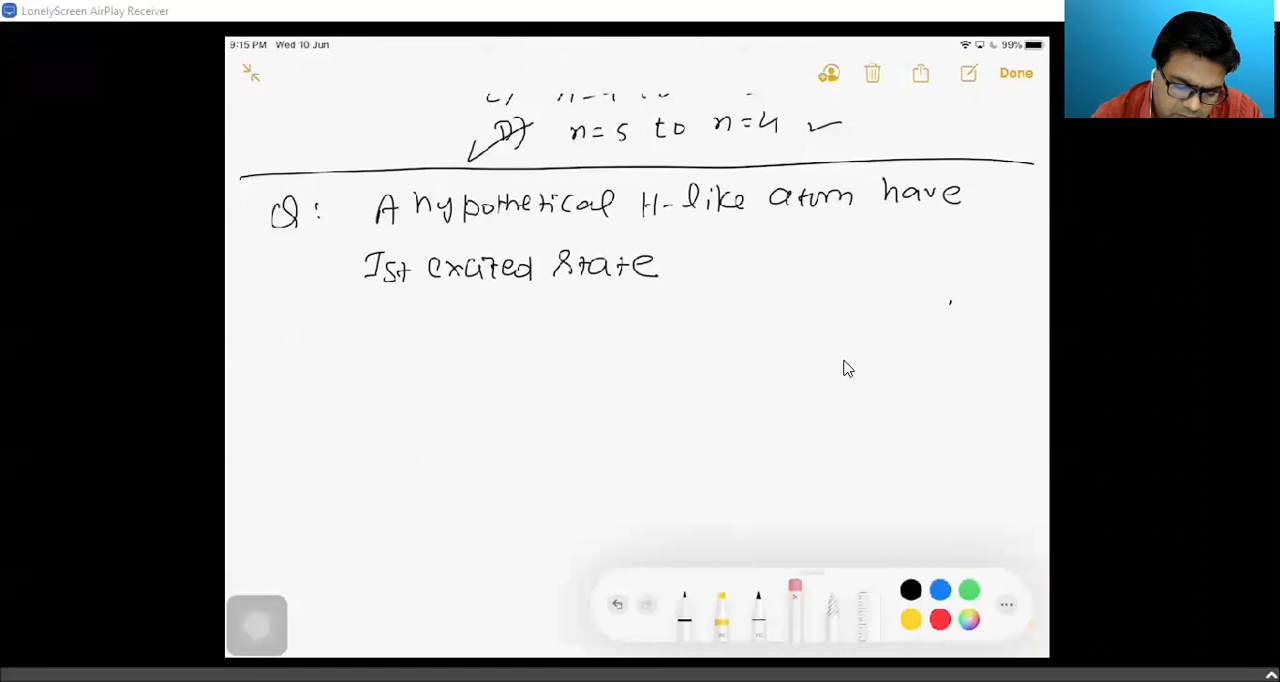 LonelyScreen AirPlay Receiver
9:15 PM Wed 10 Jun
99%
Done
D) n=5 to n=4
Q: A hypothetical H-like atom have
Ist excited state